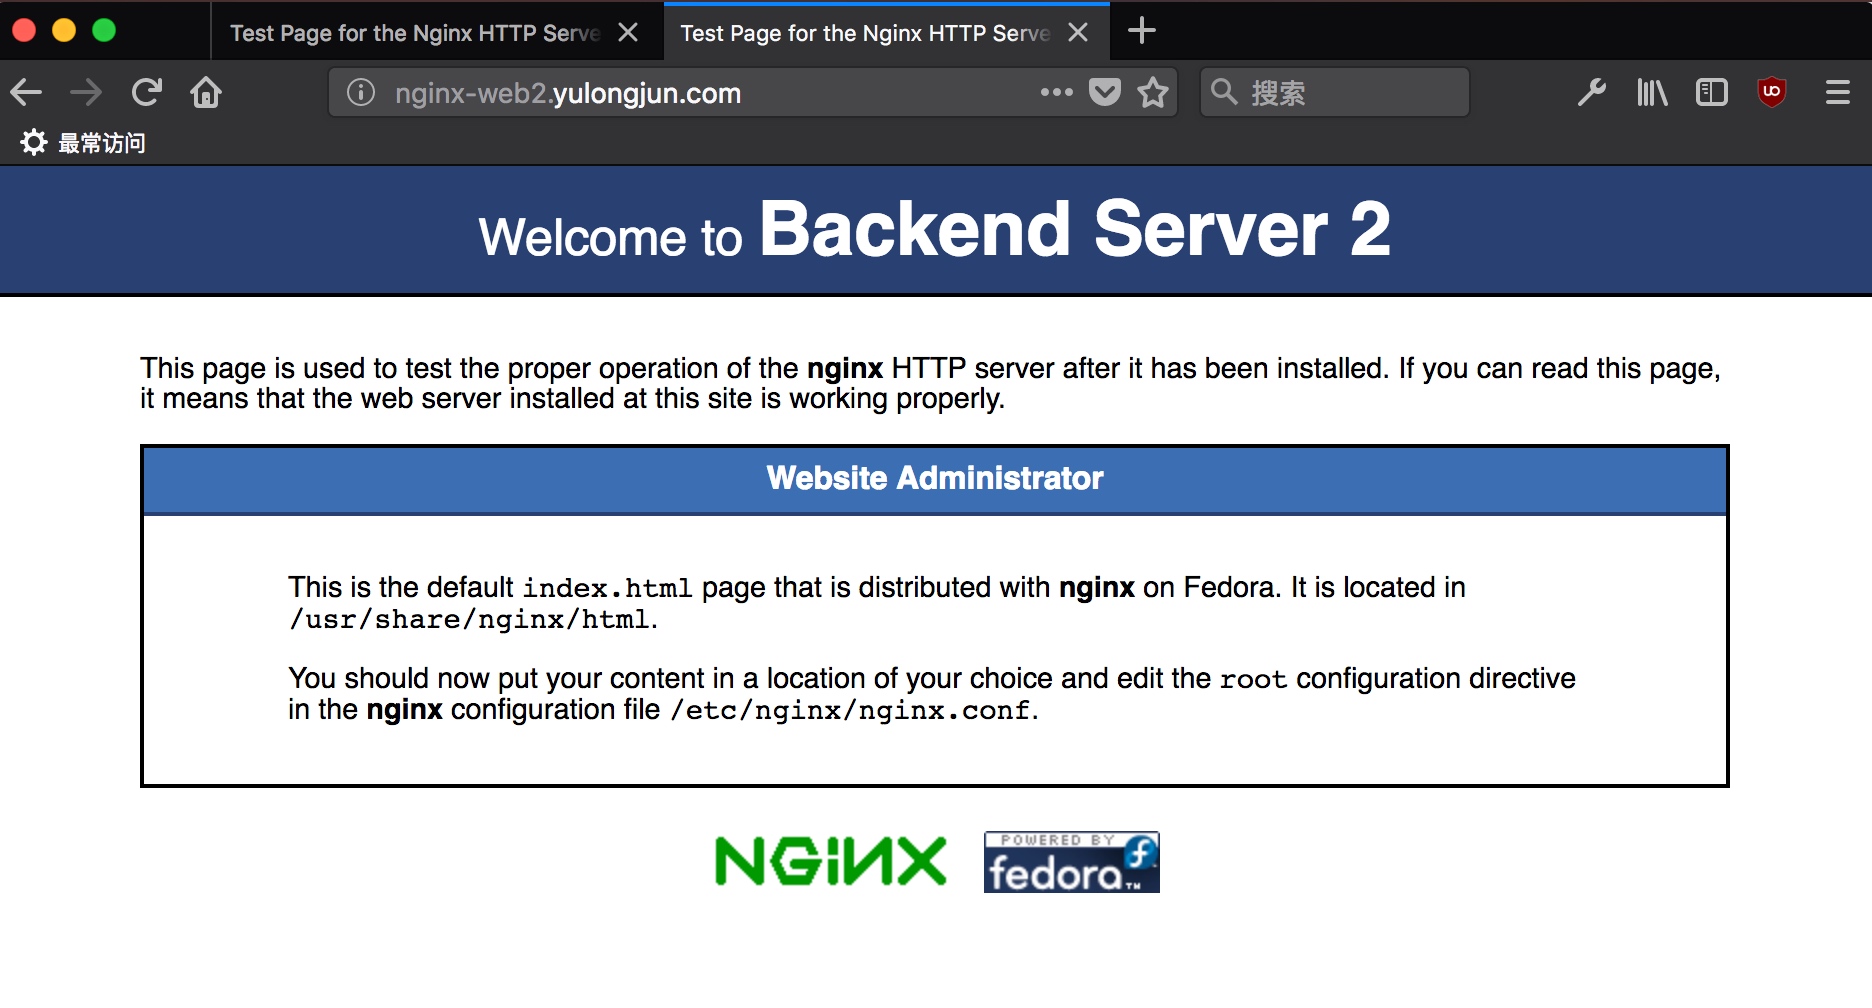 Test Page for the Nginx HTTP Serve
Test Page for the Nginx HTTP Serve
nginx-web2.yulongjun.com
搜索
最常访问
Welcome to Backend Server 2
This page is used to test the proper operation of the nginx HTTP server after it has been installed. If you can read this page,
it means that the web server installed at this site is working properly.
Website Administrator
This is the default index.html page that is distributed with nginx on Fedora. It is located in
/usr/share/nginx/html.
You should now put your content in a location of your choice and edit the root configuration directive
in the nginx configuration file /etc/nginx/nginx.conf.
NGINX
POWERED BY
fedora™